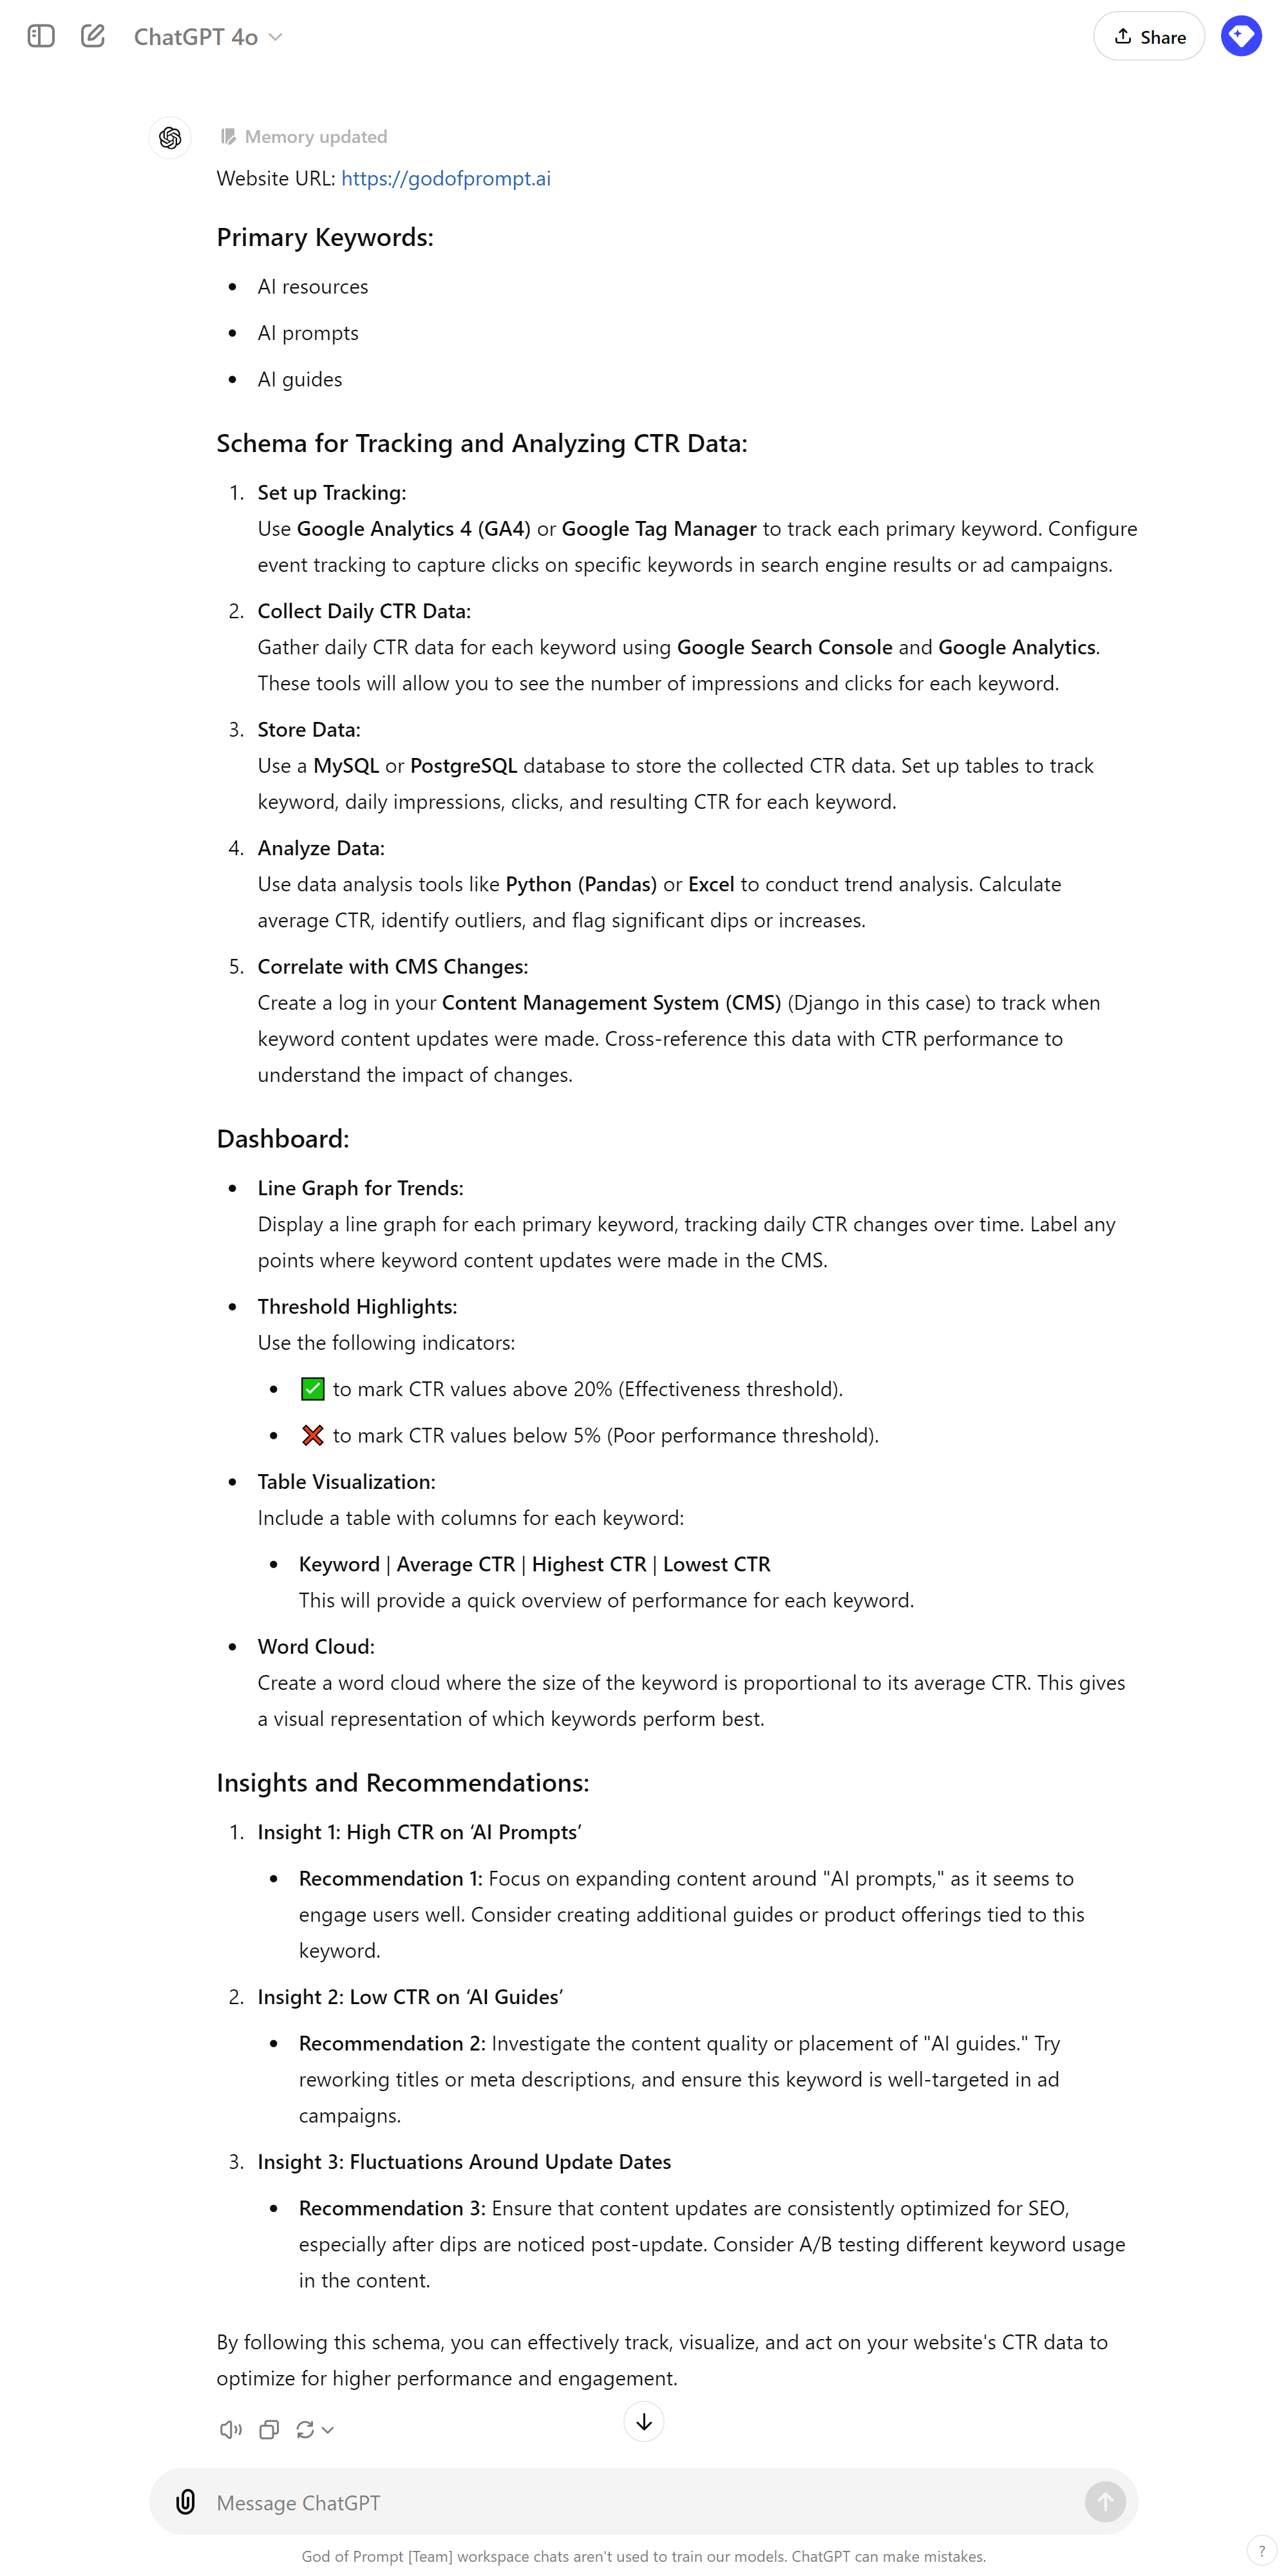 ChatGPT 4o
Share
Memory updated
Website URL: https://godofprompt.ai
Primary Keywords:
• AI resources
• AI prompts
• AI guides
Schema for Tracking and Analyzing CTR Data:
1. Set up Tracking:
Use Google Analytics 4 (GA4) or Google Tag Manager to track each primary keyword. Configure
event tracking to capture clicks on specific keywords in search engine results or ad campaigns.
2. Collect Daily CTR Data:
Gather daily CTR data for each keyword using Google Search Console and Google Analytics.
These tools will allow you to see the number of impressions and clicks for each keyword.
3. Store Data:
Use a MySQL or PostgreSQL database to store the collected CTR data. Set up tables to track
keyword, daily impressions, clicks, and resulting CTR for each keyword.
4. Analyze Data:
Use data analysis tools like Python (Pandas) or Excel to conduct trend analysis. Calculate
average CTR, identify outliers, and flag significant dips or increases.
5. Correlate with CMS Changes:
Create a log in your Content Management System (CMS) (Django in this case) to track when
keyword content updates were made. Cross-reference this data with CTR performance to
understand the impact of changes.
Dashboard:
• Line Graph for Trends:
Display a line graph for each primary keyword, tracking daily CTR changes over time. Label any
points where keyword content updates were made in the CMS.
• Threshold Highlights:
Use the following indicators:
• ✅ to mark CTR values above 20% (Effectiveness threshold).
• ❌ to mark CTR values below 5% (Poor performance threshold).
• Table Visualization:
Include a table with columns for each keyword:
• Keyword | Average CTR | Highest CTR | Lowest CTR
This will provide a quick overview of performance for each keyword.
• Word Cloud:
Create a word cloud where the size of the keyword is proportional to its average CTR. This gives
a visual representation of which keywords perform best.
Insights and Recommendations:
1. Insight 1: High CTR on ‘AI Prompts’
• Recommendation 1: Focus on expanding content around "AI prompts," as it seems to
engage users well. Consider creating additional guides or product offerings tied to this
keyword.
2. Insight 2: Low CTR on ‘AI Guides’
• Recommendation 2: Investigate the content quality or placement of "AI guides." Try
reworking titles or meta descriptions, and ensure this keyword is well-targeted in ad
campaigns.
3. Insight 3: Fluctuations Around Update Dates
• Recommendation 3: Ensure that content updates are consistently optimized for SEO,
especially after dips are noticed post-update. Consider A/B testing different keyword usage
in the content.
By following this schema, you can effectively track, visualize, and act on your website's CTR data to
optimize for higher performance and engagement.
Message ChatGPT
God of Prompt [Team] workspace chats aren't used to train our models. ChatGPT can make mistakes.
?